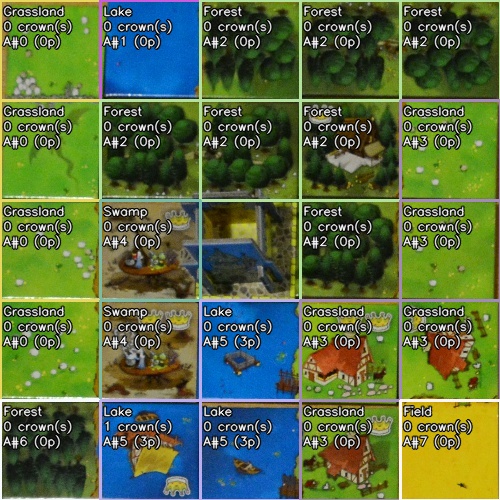 Grassland
0 crown(s)
A#0 (0p)
Lake
0 crown(s)
A#1 (0p)
Forest
0 crown(s)
A#2 (0p)
Forest
0 crown(s)
A#2 (0p)
Forest
0 crown(s)
A#2 (0p)
Grassland
0 crown(s)
A#0 (0p)
Forest
0 crown(s)
A#2 (0p)
Forest
0 crown(s)
A#2 (0p)
Forest
0 crown(s)
A#2 (0p)
Grassland
0 crown(s)
A#3 (0p)
Grassland
0 crown(s)
A#0 (0p)
Swamp
0 crown(s)
A#4 (0p)
Forest
0 crown(s)
A#2 (0p)
Grassland
0 crown(s)
A#3 (0p)
Grassland
0 crown(s)
A#0 (0p)
Swamp
0 crown(s)
A#4 (0p)
Lake
0 crown(s)
A#5 (3p)
Grassland
0 crown(s)
A#3 (0p)
Grassland
0 crown(s)
A#3 (0p)
Forest
0 crown(s)
A#6 (0p)
Lake
1 crown(s)
A#5 (3p)
Lake
0 crown(s)
A#5 (3p)
Grassland
0 crown(s)
A#3 (0p)
Field
0 crown(s)
A#7 (0p)